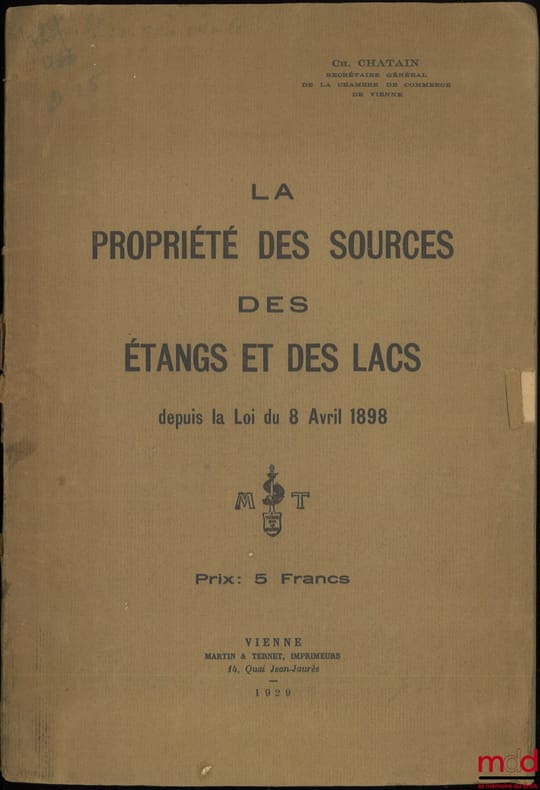 CH. CHATAIN
SECRÉTAIRE GÉNÉRAL
DE LA CHAMBRE DE COMMERCE
DE VIENNE
LA
PROPRIÉTÉ DES SOURCES
DES
ÉTANGS ET DES LACS
depuis la Loi du 8 Avril 1898
M T
Prix: 5 Francs
VIENNE
MARTIN & TERNET, IMPRIMEURS
14, Quai Jean-Jaurès
1929
mdd
la mémoire du droit